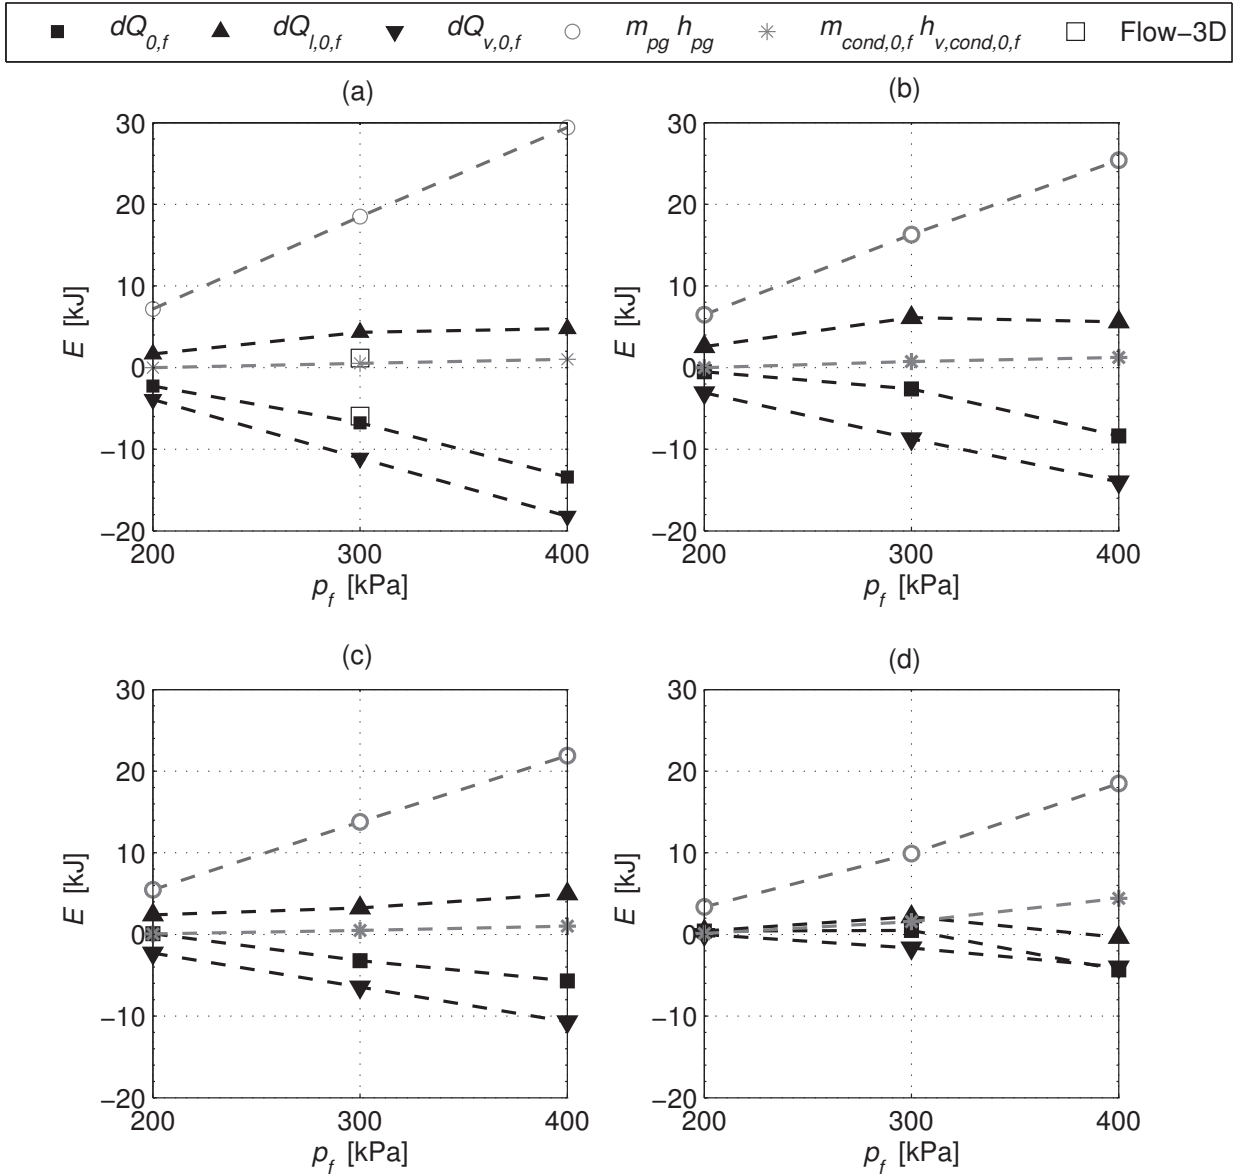 dQ0,f dQl,0,f dQv,0,f mpg hpg mcond,0,f hv,cond,0,f Flow−3D
(a) (b)
30 30
20 20
10 10
0 0
−10 −10
−20 −20
E [kJ] E [kJ]
200 300 400 200 300 400
pf [kPa] pf [kPa]
(c) (d)
30 30
20 20
10 10
0 0
−10 −10
−20 −20
E [kJ] E [kJ]
200 300 400 200 300 400
pf [kPa] pf [kPa]